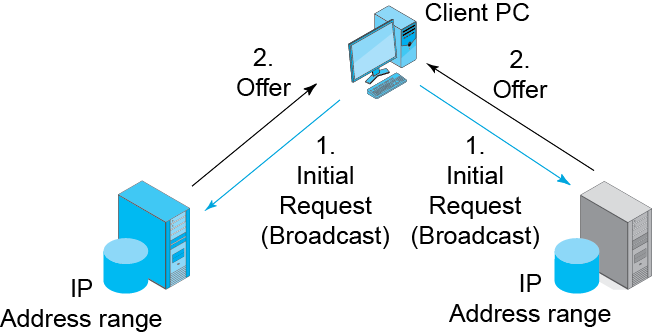 Client PC
2.
Offer
2.
Offer
1.
Initial
Request
(Broadcast)
1.
Initial
Request
(Broadcast)
IP
Address range
IP
Address range